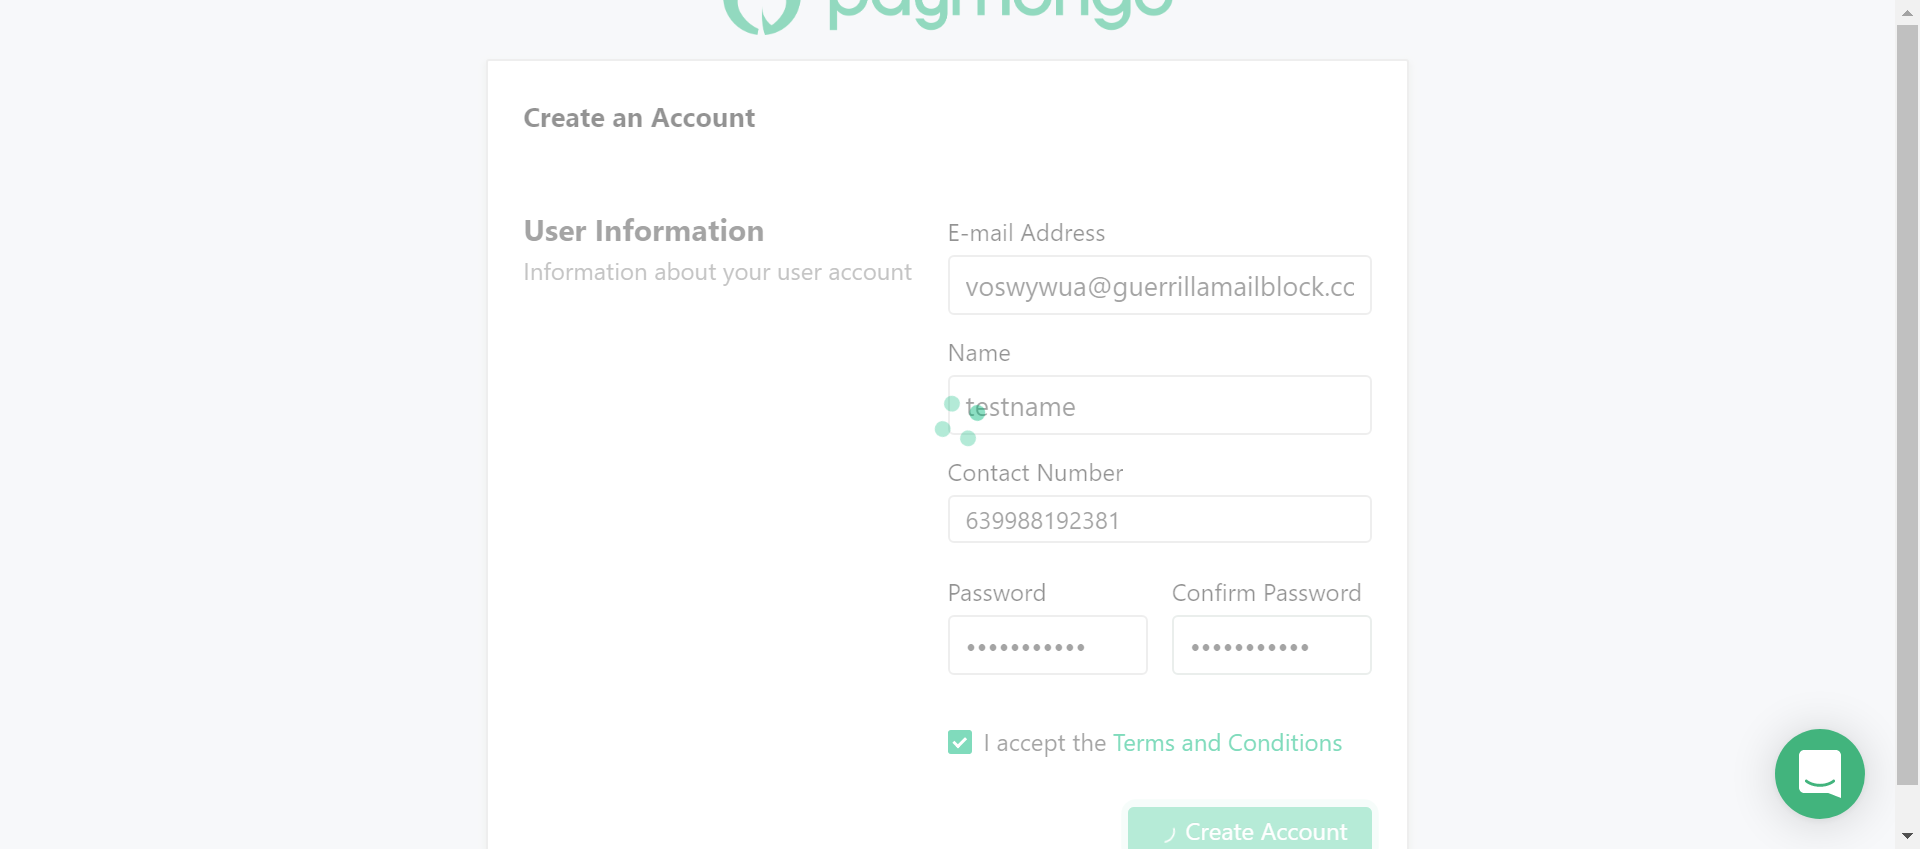 paymongo
Create an Account
User Information
Information about your user account
E-mail Address
voswywua@guerrillamailblock.cc
Name
testname
Contact Number
639988192381
Password
Confirm Password
•••••••••••
•••••••••••
I accept the Terms and Conditions
Create Account